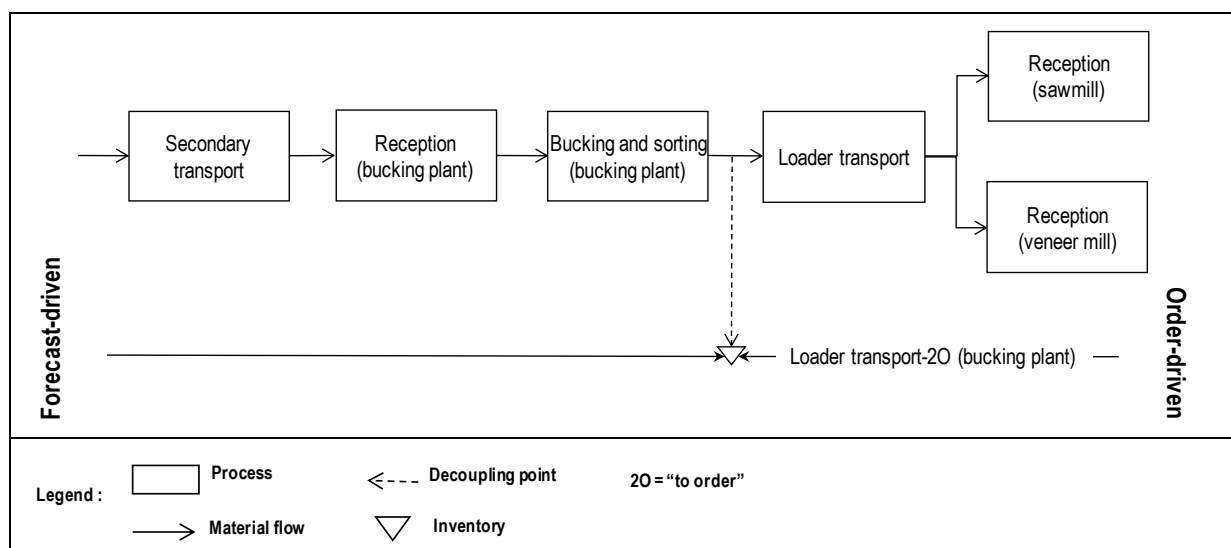 Secondary
transport
Reception
(bucking plant)
Bucking and sorting
(bucking plant)
Loader transport
Reception
(sawmill)
Reception
(veneer mill)
Forecast-driven
Loader transport-2O (bucking plant)
Order-driven
Legend :
Process
Decoupling point
2O = “to order”
Material flow
Inventory